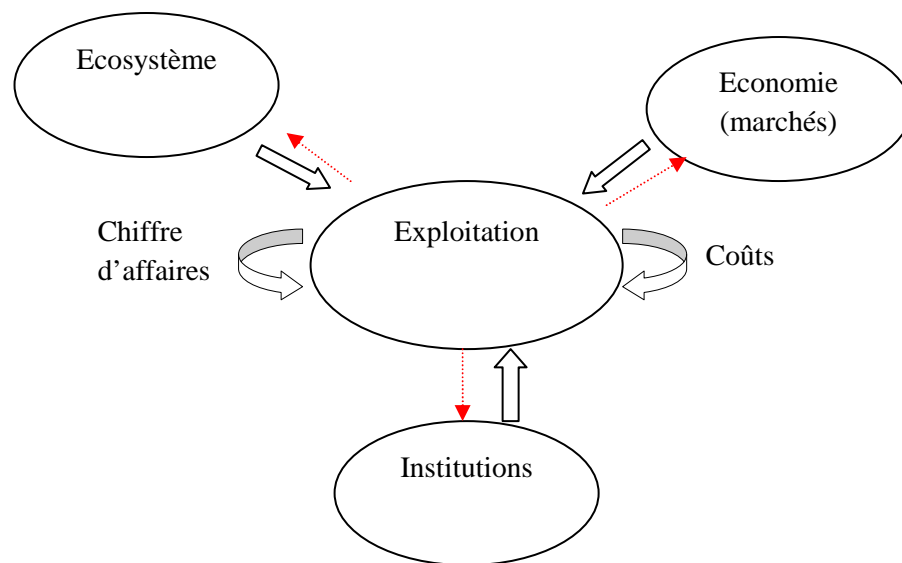 Ecosystème
Economie
(marchés)
Exploitation
Chiffre
d’affaires
Coûts
Institutions